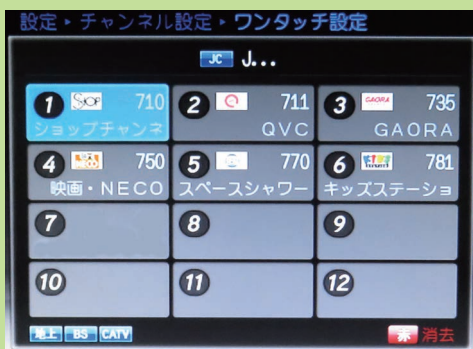 設定・チャンネル設定・ワンタッチ設定
JC J...
1 SHOP 710
ショップチャンネ
2 Q 711
QVC
3 GAORA 735
GAORA
4 750
映画・NECO
5 770
スペースシャワー
6 781
キッズステーショ
7
8
9
10
11
12
地上 BS CATV
赤 消去